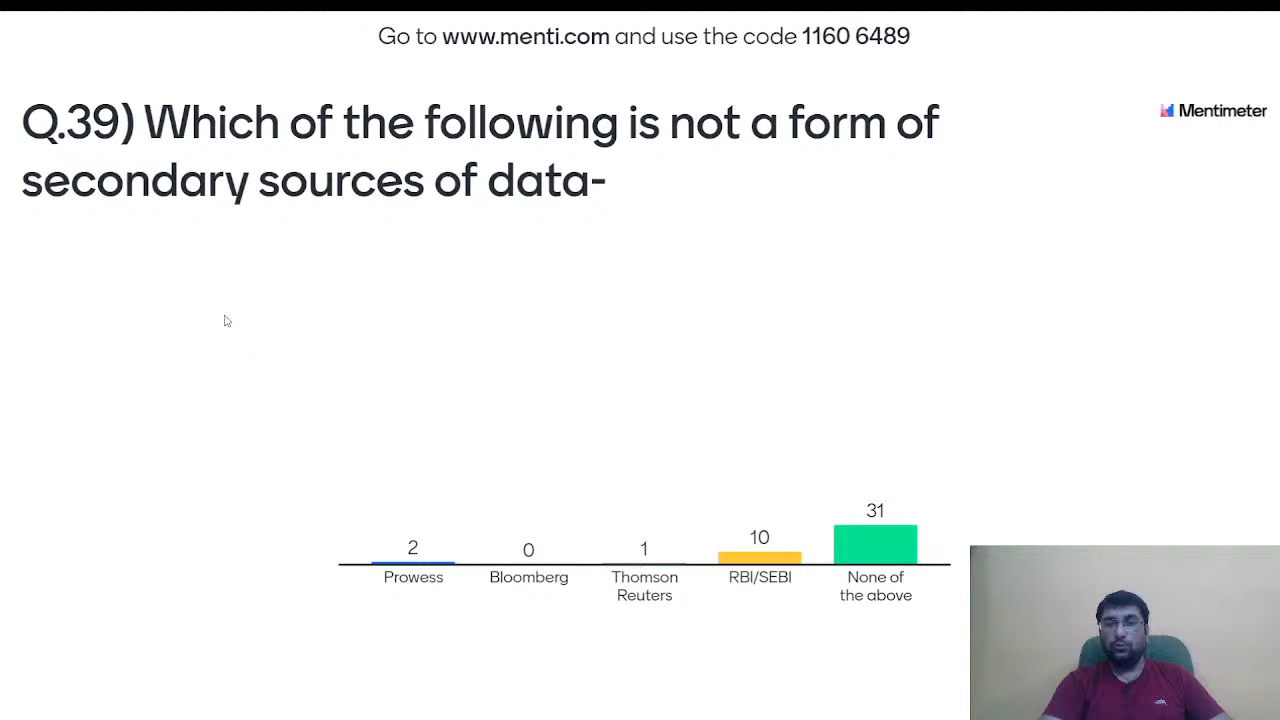 Go to www.menti.com and use the code 1160 6489
Q.39) Which of the following is not a form of
secondary sources of data-
Mentimeter
2
0
1
10
31
Prowess
Bloomberg
Thomson
Reuters
RBI/SEBI
None of
the above